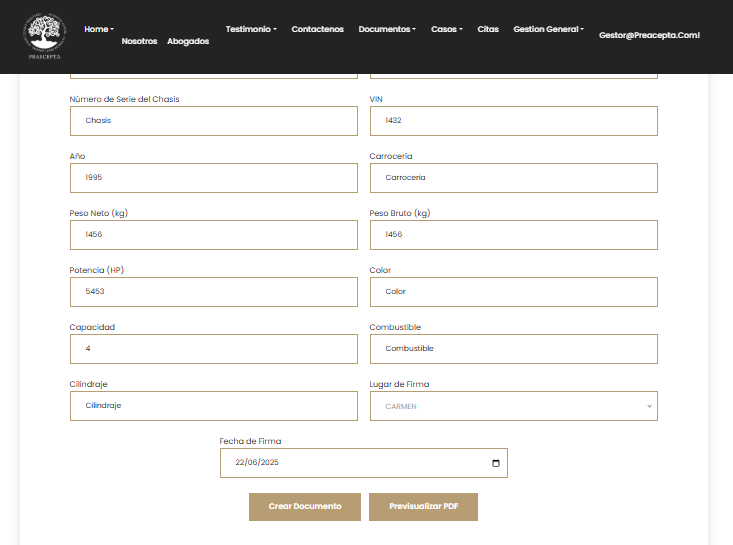 Home
Nosotros
Abogados
Testimonio
Contactenos
Documentos
Casos
Citas
Gestion General
Gestor@Preacepta.Com!
PRAECEPTA
Número de Serie del Chasis
VIN
Chasis
1432
Año
Carrocería
1995
Carroceria
Peso Neto (kg)
Peso Bruto (kg)
1456
1456
Potencia (HP)
Color
5453
Color
Capacidad
Combustible
4
Combustible
Cilindraje
Lugar de Firma
Cilindraje
CARMEN
Fecha de Firma
22/06/2025
Crear Documento
Previsualizar PDF